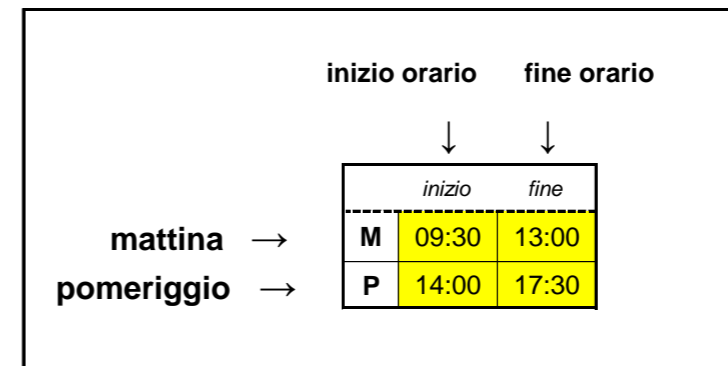 inizio orario fine orario
↓ ↓
inizio fine
mattina → M 09:30 13:00
pomeriggio → P 14:00 17:30